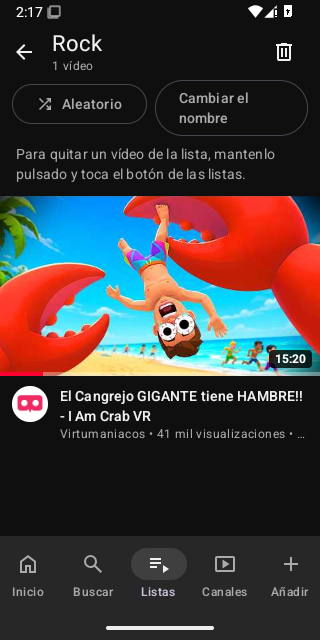 2:17
Rock
1 vídeo
Aleatorio
Cambiar el
nombre
Para quitar un vídeo de la lista, mantenlo
pulsado y toca el botón de las listas.
15:20
El Cangrejo GIGANTE tiene HAMBRE!!
- I Am Crab VR
Virtumaniacos • 41 mil visualizaciones • ...
Inicio
Buscar
Listas
Canales
Añadir